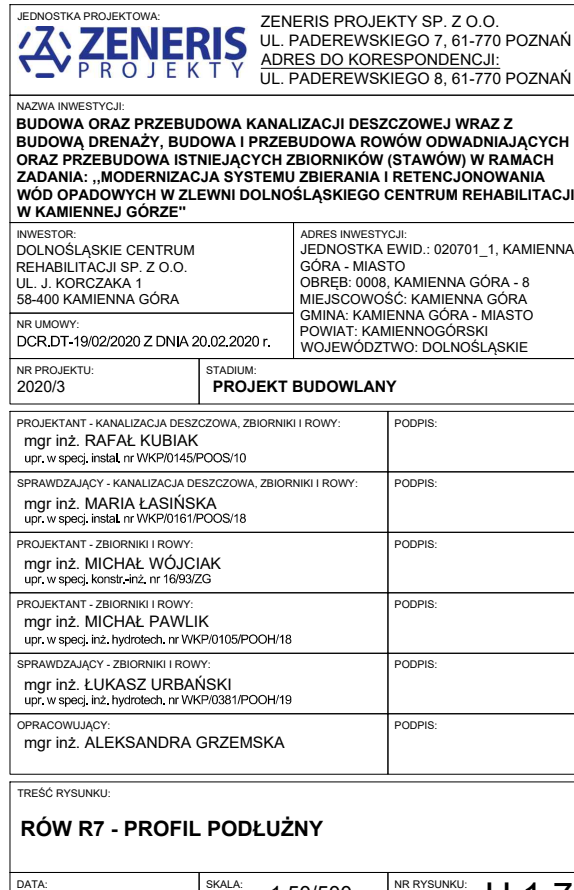 JEDNOSTKA PROJEKTOWA:
ZENERIS
PROJEKTY
ZENERIS PROJEKTY SP. Z O.O.
UL. PADEREWSKIEGO 7, 61-770 POZNAŃ
ADRES DO KORESPONDENCJI:
UL. PADEREWSKIEGO 8, 61-770 POZNAŃ
NAZWA INWESTYCJI:
BUDOWA ORAZ PRZEBUDOWA KANALIZACJI DESZCZOWEJ WRAZ Z
BUDOWĄ DRENAŻY, BUDOWA I PRZEBUDOWA ROWÓW ODWADNIAJĄCYCH
ORAZ PRZEBUDOWA ISTNIEJĄCYCH ZBIORNIKÓW (STAWÓW) W RAMACH
ZADANIA: ,,MODERNIZACJA SYSTEMU ZBIERANIA I RETENCJONOWANIA
WÓD OPADOWYCH W ZLEWNI DOLNOŚLĄSKIEGO CENTRUM REHABILITACJI
W KAMIENNEJ GÓRZE"
INWESTOR:
DOLNOŚLĄSKIE CENTRUM
REHABILITACJI SP. Z O.O.
UL. J. KORCZAKA 1
58-400 KAMIENNA GÓRA
NR UMOWY:
DCR.DT-19/02/2020 Z DNIA 20.02.2020 r.
ADRES INWESTYCJI:
JEDNOSTKA EWID.: 020701_1, KAMIENNA
GÓRA - MIASTO
OBRĘB: 0008, KAMIENNA GÓRA - 8
MIEJSCOWOŚĆ: KAMIENNA GÓRA
GMINA: KAMIENNA GÓRA - MIASTO
POWIAT: KAMIENNOGÓRSKI
WOJEWÓDZTWO: DOLNOŚLĄSKIE
NR PROJEKTU:
2020/3
STADIUM:
PROJEKT BUDOWLANY
PROJEKTANT - KANALIZACJA DESZCZOWA, ZBIORNIKI I ROWY:
mgr inż. RAFAŁ KUBIAK
upr. w specj. instal. nr WKP/0145/POOS/10
PODPIS:
SPRAWDZAJĄCY - KANALIZACJA DESZCZOWA, ZBIORNIKI I ROWY:
mgr inż. MARIA ŁASIŃSKA
upr. w specj. instal. nr WKP/0161/POOS/18
PODPIS:
PROJEKTANT - ZBIORNIKI I ROWY:
mgr inż. MICHAŁ WÓJCIAK
upr. w specj. konstr.-inż. nr 16/93/ZG
PODPIS:
PROJEKTANT - ZBIORNIKI I ROWY:
mgr inż. MICHAŁ PAWLIK
upr. w specj. inż. hydrotech. nr WKP/0105/POOH/18
PODPIS:
SPRAWDZAJĄCY - ZBIORNIKI I ROWY:
mgr inż. ŁUKASZ URBAŃSKI
upr. w specj. inż. hydrotech. nr WKP/0381/POOH/19
PODPIS:
OPRACOWUJĄCY:
mgr inż. ALEKSANDRA GRZEMSKA
PODPIS:
TREŚĆ RYSUNKU:
RÓW R7 - PROFIL PODŁUŻNY
DATA:
SKALA:
1:50/500
NR RYSUNKU: